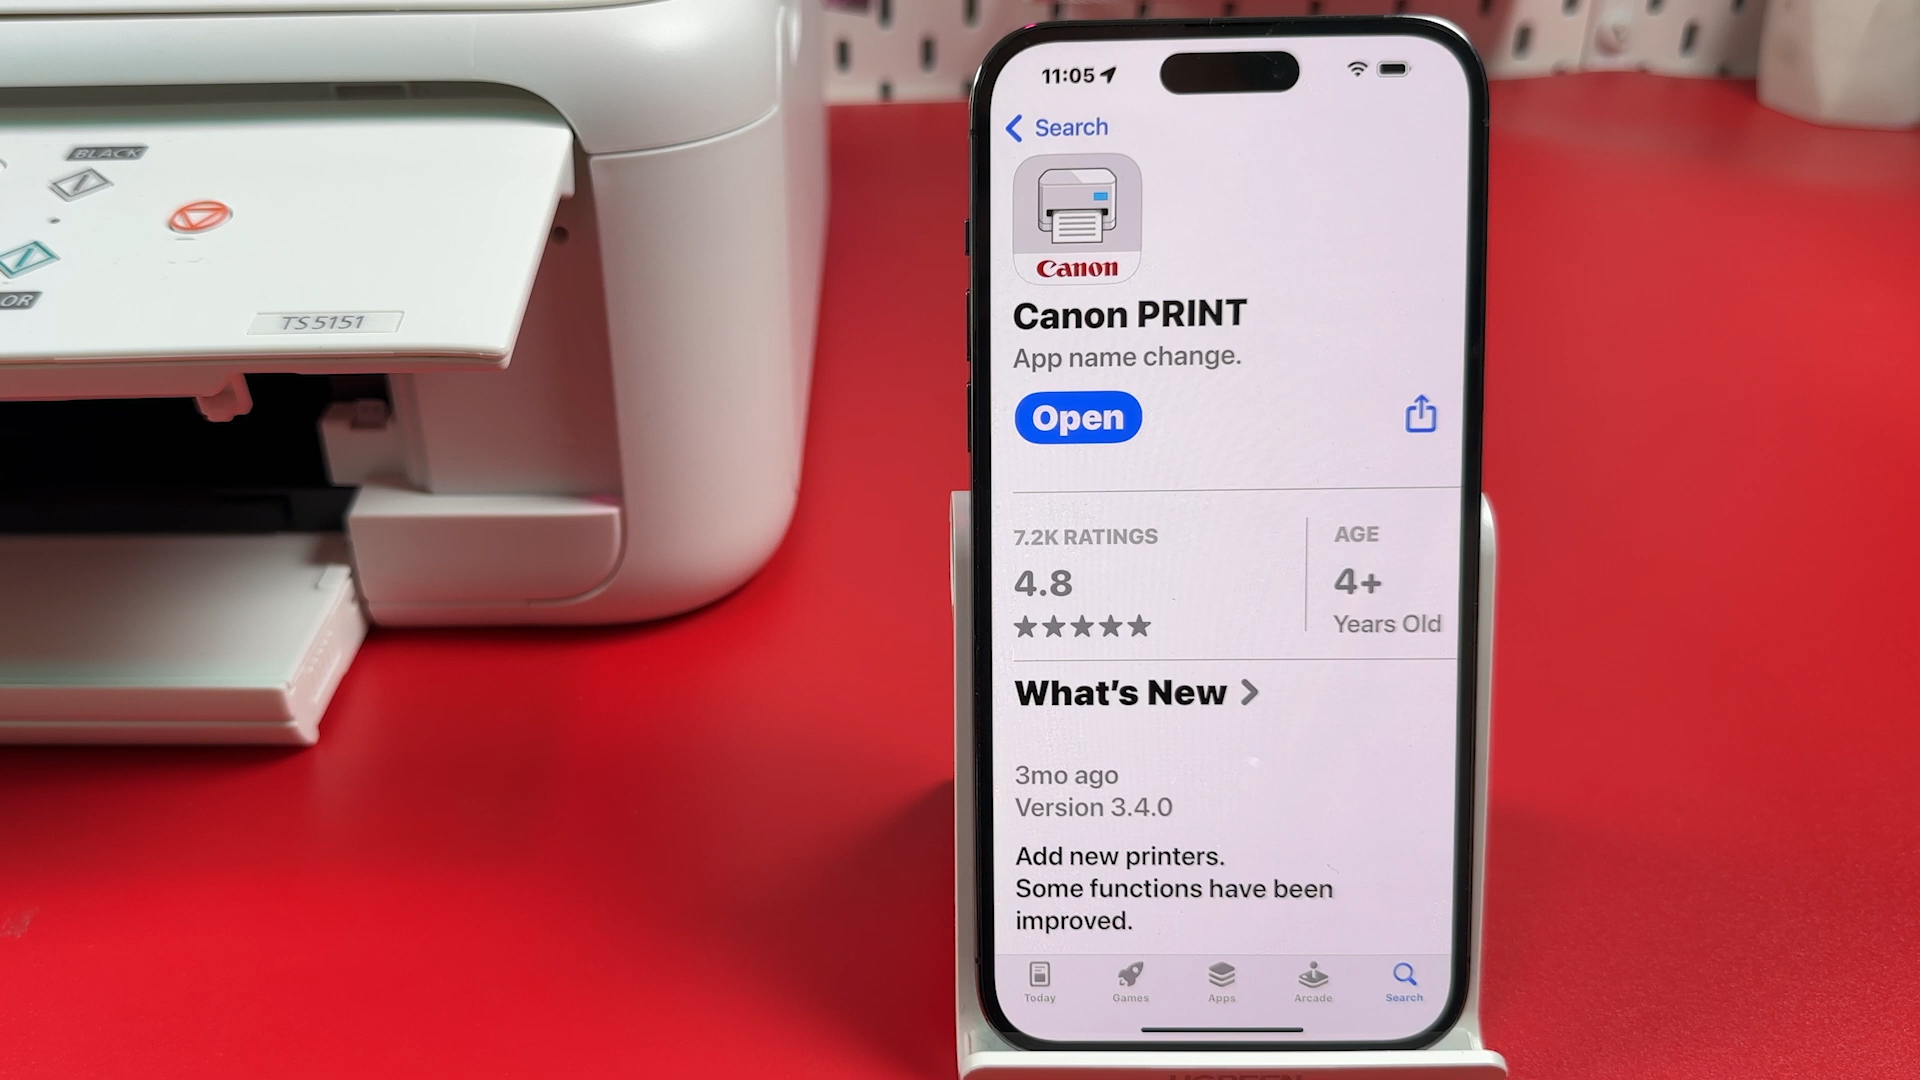 BLACK
OR
TS5151
11:05
Search
Canon
Canon PRINT
App name change.
Open
7.2K RATINGS
4.8
AGE
4+
Years Old
What's New
3mo ago
Version 3.4.0
Add new printers.
Some functions have been
improved.
Today
Games
Apps
Arcade
Search